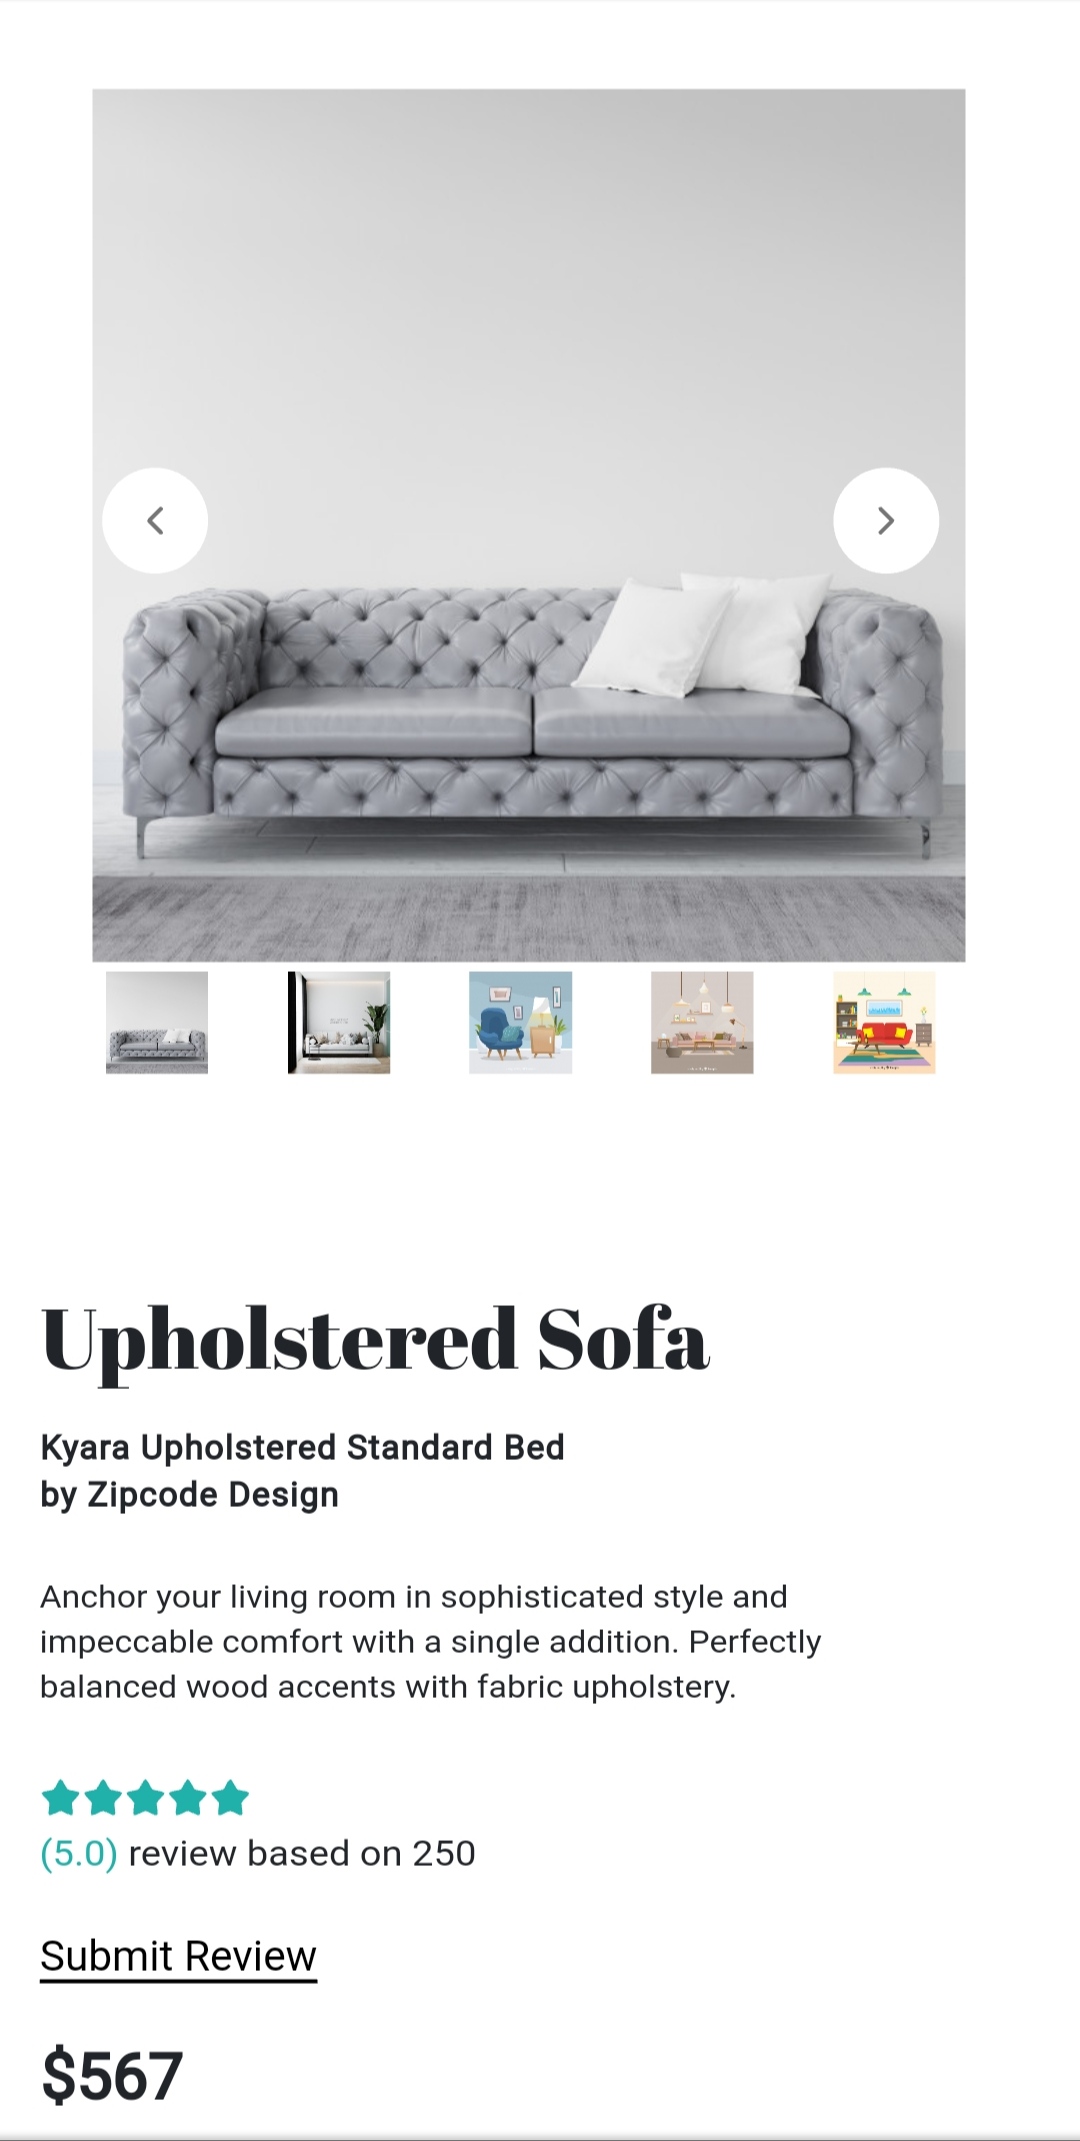 Upholstered Sofa
Kyara Upholstered Standard Bed
by Zipcode Design
Anchor your living room in sophisticated style and
impeccable comfort with a single addition. Perfectly
balanced wood accents with fabric upholstery.
(5.0) review based on 250
Submit Review
$567